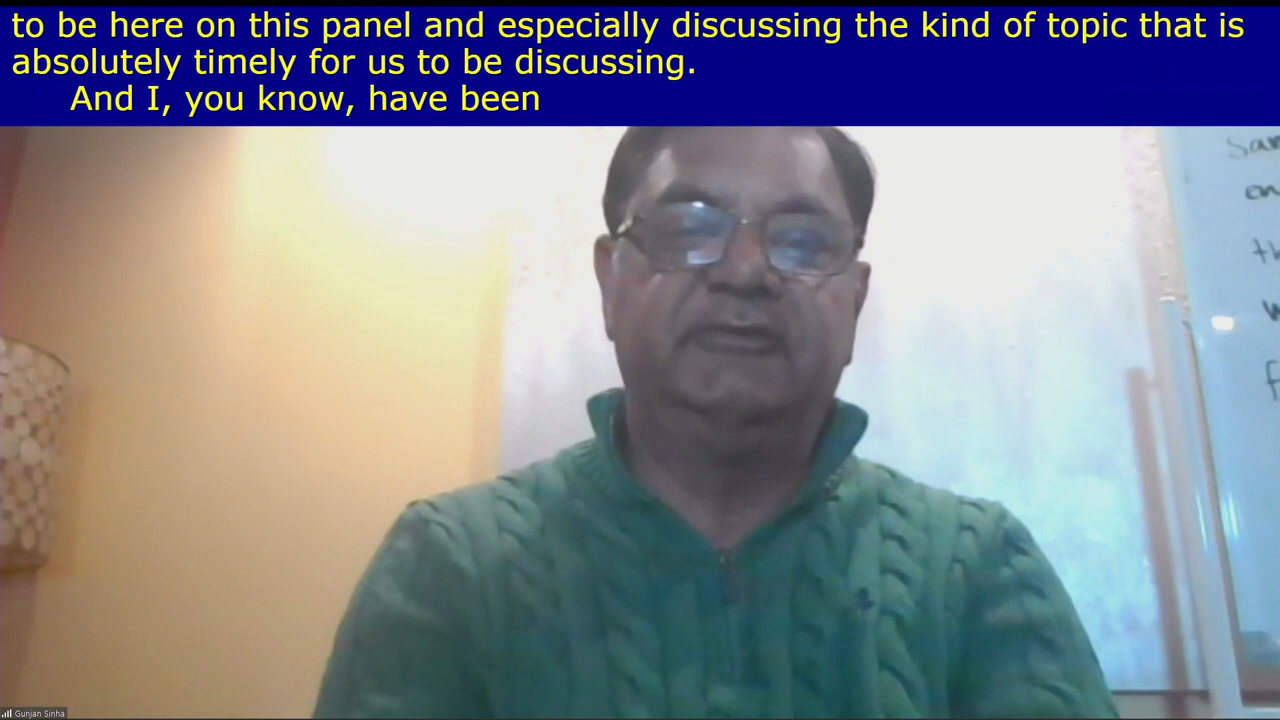 to be here on this panel and especially discussing the kind of topic that is
absolutely timely for us to be discussing.
And I, you know, have been
on
Gunjan Sinha